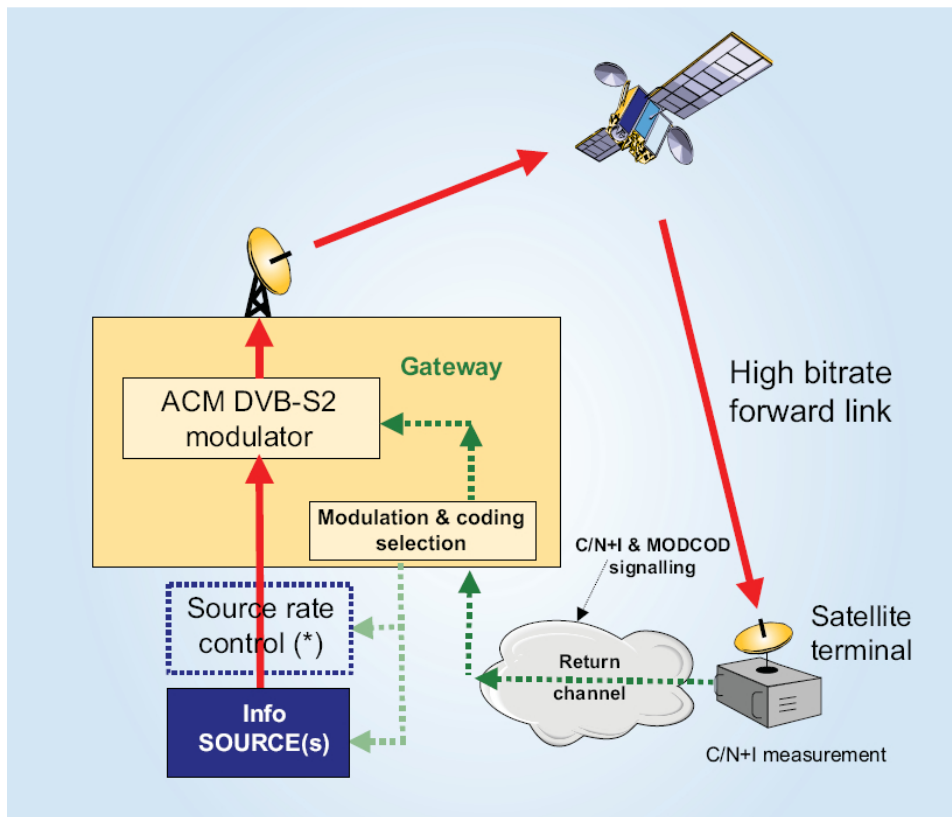 Gateway
ACM DVB-S2
modulator
High bitrate
forward link
Modulation & coding
selection
C/N+I & MODCOD
signalling
Source rate
control (*)
Satellite
terminal
Return
channel
Info
SOURCE(s)
C/N+I measurement